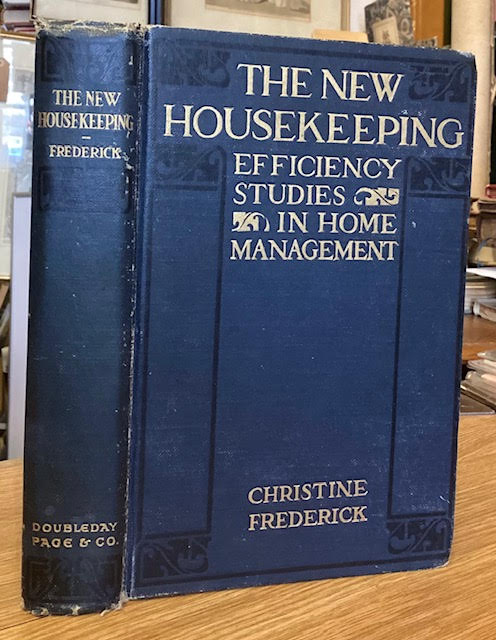 THE NEW
HOUSEKEEPING
FREDERICK
DOUBLEDAY
PAGE & CO.
THE NEW
HOUSEKEEPING
EFFICIENCY
STUDIES
IN HOME
MANAGEMENT
CHRISTINE
FREDERICK